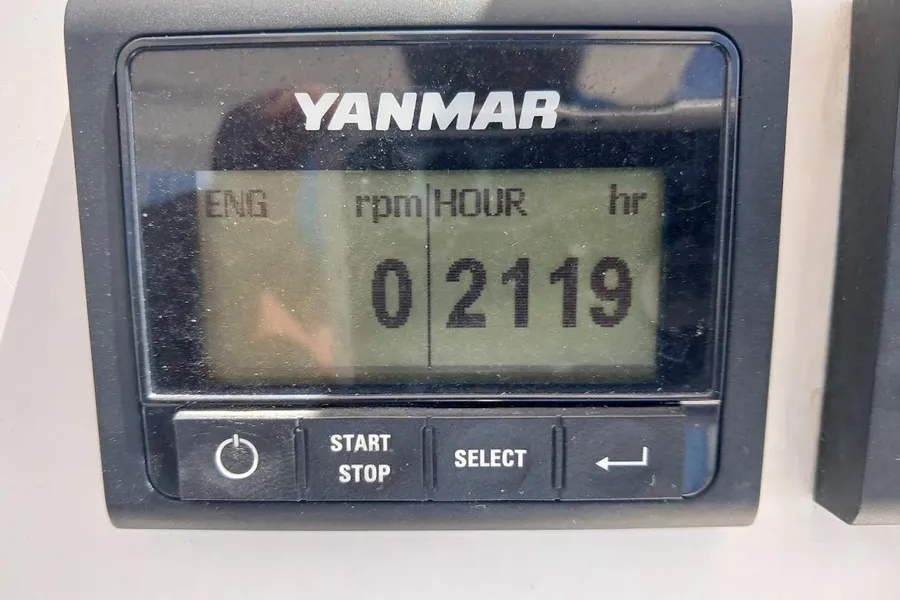 YANMAR
ENG rpm HOUR hr
0 2119
START STOP
SELECT